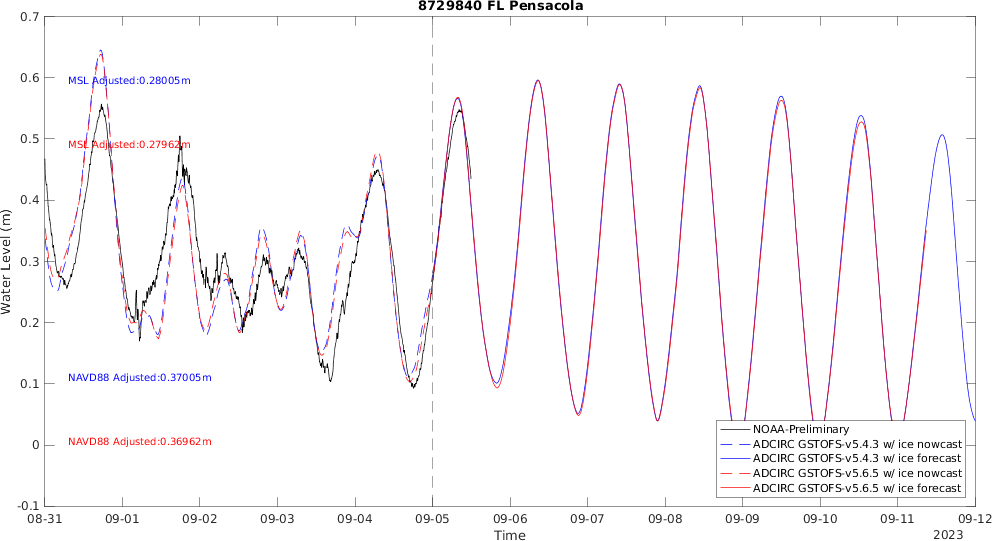 8729840 FL Pensacola
0.7
0.6
0.5
0.4
0.3
0.2
0.1
0
-0.1
Water Level (m)
MSL Adjusted:0.28005m
MSL Adjusted:0.27962m
NAVD88 Adjusted:0.37005m
NAVD88 Adjusted:0.36962m
NOAA-Preliminary
ADCIRC GSTOFS-v5.4.3 w/ ice nowcast
ADCIRC GSTOFS-v5.4.3 w/ ice forecast
ADCIRC GSTOFS-v5.6.5 w/ ice nowcast
ADCIRC GSTOFS-v5.6.5 w/ ice forecast
08-31 09-01 09-02 09-03 09-04 09-05 09-06 09-07 09-08 09-09 09-10 09-11 09-12
Time
2023